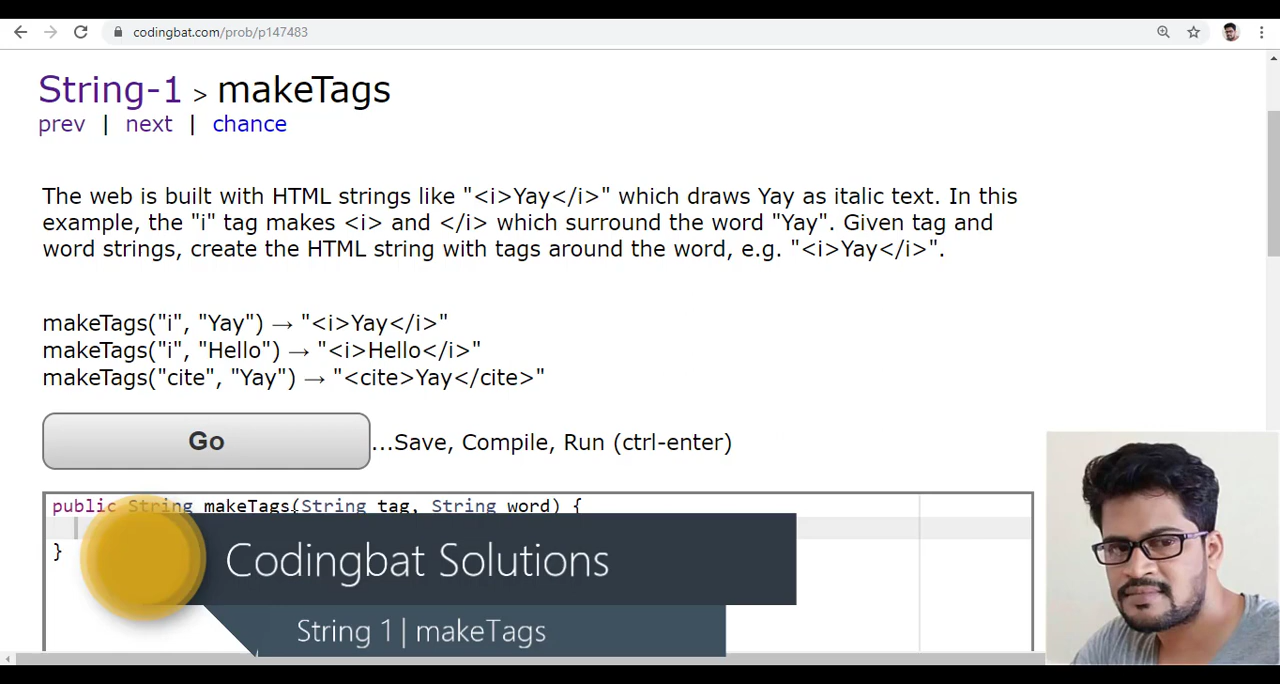 codingbat.com/prob/p147483
String-1 > makeTags
prev | next | chance
The web is built with HTML strings like "<i>Yay</i>" which draws Yay as italic text. In this
example, the "i" tag makes <i> and </i> which surround the word "Yay". Given tag and
word strings, create the HTML string with tags around the word, e.g. "<i>Yay</i>".
makeTags("i", "Yay") → "<i>Yay</i>"
makeTags("i", "Hello") → "<i>Hello</i>"
makeTags("cite", "Yay") → "<cite>Yay</cite>"
Go ...Save, Compile, Run (ctrl-enter)
public String makeTags(String tag, String word) {
}
Codingbat Solutions
String 1 | makeTags